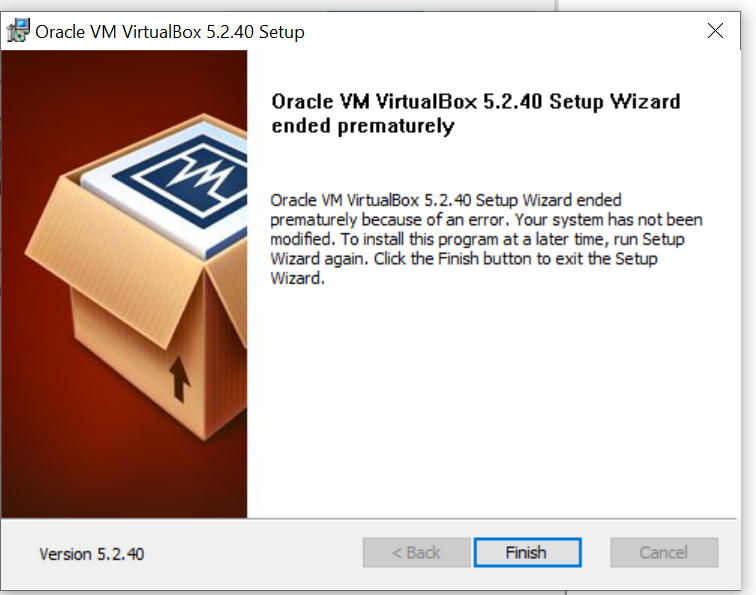 Oracle VM VirtualBox 5.2.40 Setup
Oracle VM VirtualBox 5.2.40 Setup Wizard
ended prematurely
Oracle VM VirtualBox 5.2.40 Setup Wizard ended
prematurely because of an error. Your system has not been
modified. To install this program at a later time, run Setup
Wizard again. Click the Finish button to exit the Setup
Wizard.
Version 5.2.40
< Back
Finish
Cancel